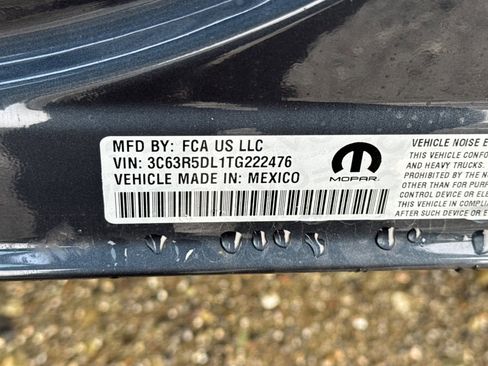 MFD BY: FCA US LLC
VIN: 3C63R5DL1TG222476
VEHICLE MADE IN: MEXICO
MOPAR
VEHICLE NOISE
THIS VEHICLE CONFO
AND HEAVY TRUCKS.
PROHIBITED BY THE N
OTHER THAN FOR PURP
CONTROL DEVICE OR EL
THIS VEHICLE IN COMPLI
AFTER SUCH DEVICE OR E